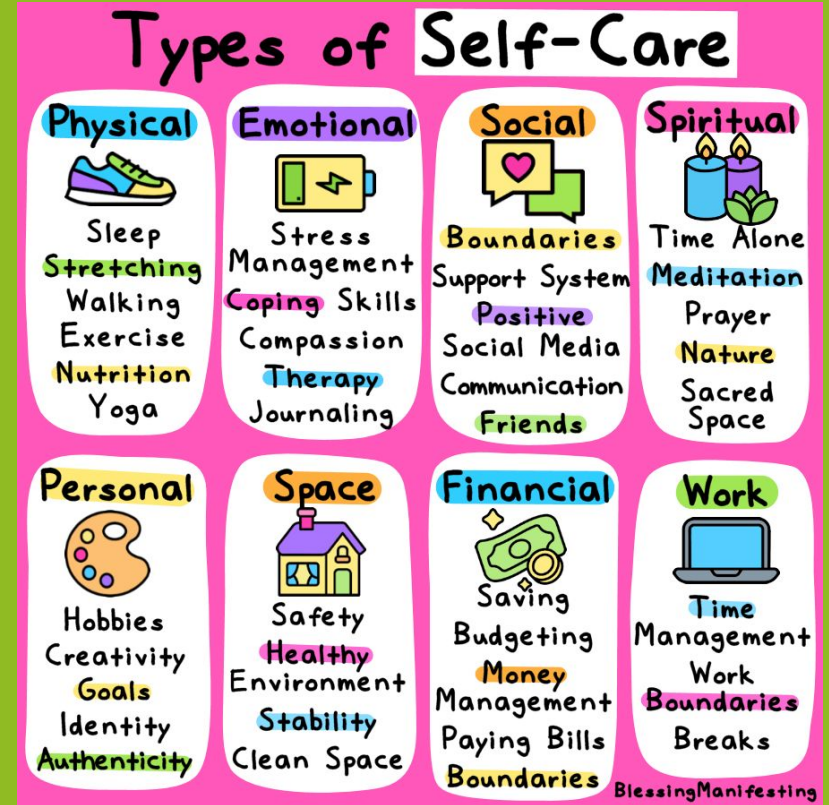 Types of Self-Care
Physical
Sleep
Stretching
Walking
Exercise
Nutrition
Yoga
Emotional
Stress
Management
Coping Skills
Compassion
Therapy
Journaling
Social
Boundaries
Support System
Positive
Social Media
Communication
Friends
Spiritual
Time Alone
Meditation
Prayer
Nature
Sacred
Space
Personal
Hobbies
Creativity
Goals
Identity
Authenticity
Space
Safety
Healthy
Environment
Stability
Clean Space
Financial
Saving
Budgeting
Money
Management
Paying Bills
Boundaries
Work
Time
Management
Work
Boundaries
Breaks
BlessingManifesting